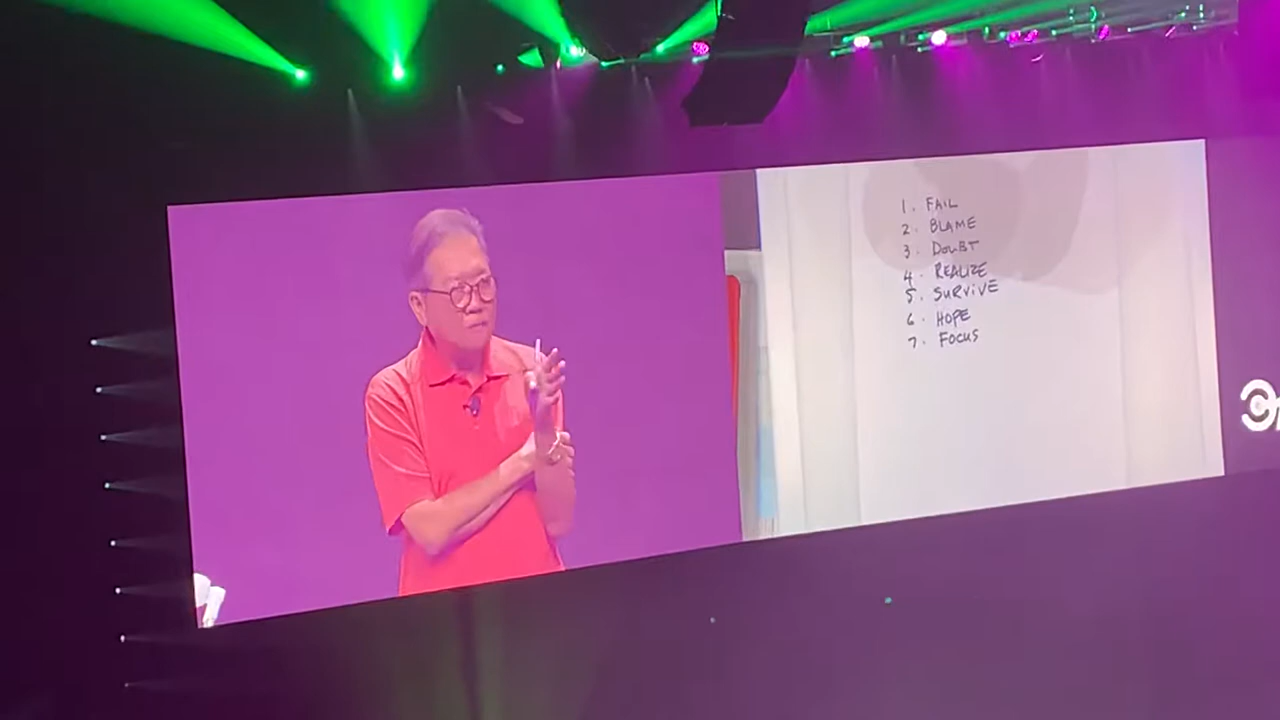 1. FAIL
2. BLAME
3. DOUBT
4. REALIZE
5. SURVIVE
6. HOPE
7. FOCUS